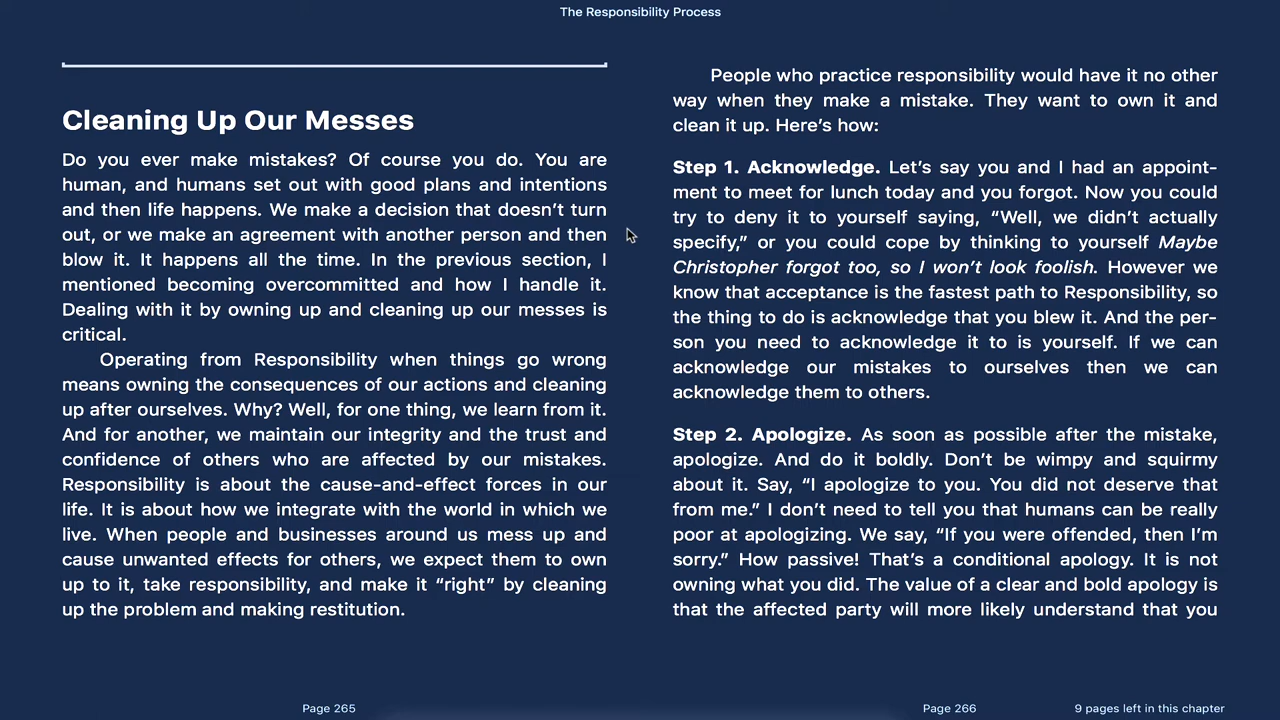 The Responsibility Process
Cleaning Up Our Messes
Do you ever make mistakes? Of course you do. You are
human, and humans set out with good plans and intentions
and then life happens. We make a decision that doesn’t turn
out, or we make an agreement with another person and then
blow it. It happens all the time. In the previous section, I
mentioned becoming overcommitted and how I handle it.
Dealing with it by owning up and cleaning up our messes is
critical.
Operating from Responsibility when things go wrong
means owning the consequences of our actions and cleaning
up after ourselves. Why? Well, for one thing, we learn from it.
And for another, we maintain our integrity and the trust and
confidence of others who are affected by our mistakes.
Responsibility is about the cause-and-effect forces in our
life. It is about how we integrate with the world in which we
live. When people and businesses around us mess up and
cause unwanted effects for others, we expect them to own
up to it, take responsibility, and make it “right” by cleaning
up the problem and making restitution.
People who practice responsibility would have it no other
way when they make a mistake. They want to own it and
clean it up. Here’s how:
Step 1. Acknowledge. Let’s say you and I had an appoint-
ment to meet for lunch today and you forgot. Now you could
try to deny it to yourself saying, “Well, we didn’t actually
specify,” or you could cope by thinking to yourself Maybe
Christopher forgot too, so I won’t look foolish. However we
know that acceptance is the fastest path to Responsibility, so
the thing to do is acknowledge that you blew it. And the per-
son you need to acknowledge it to is yourself. If we can
acknowledge our mistakes to ourselves then we can
acknowledge them to others.
Step 2. Apologize. As soon as possible after the mistake,
apologize. And do it boldly. Don’t be wimpy and squirmy
about it. Say, “I apologize to you. You did not deserve that
from me.” I don’t need to tell you that humans can be really
poor at apologizing. We say, “If you were offended, then I’m
sorry.” How passive! That’s a conditional apology. It is not
owning what you did. The value of a clear and bold apology is
that the affected party will more likely understand that you
Page 265
Page 266
9 pages left in this chapter